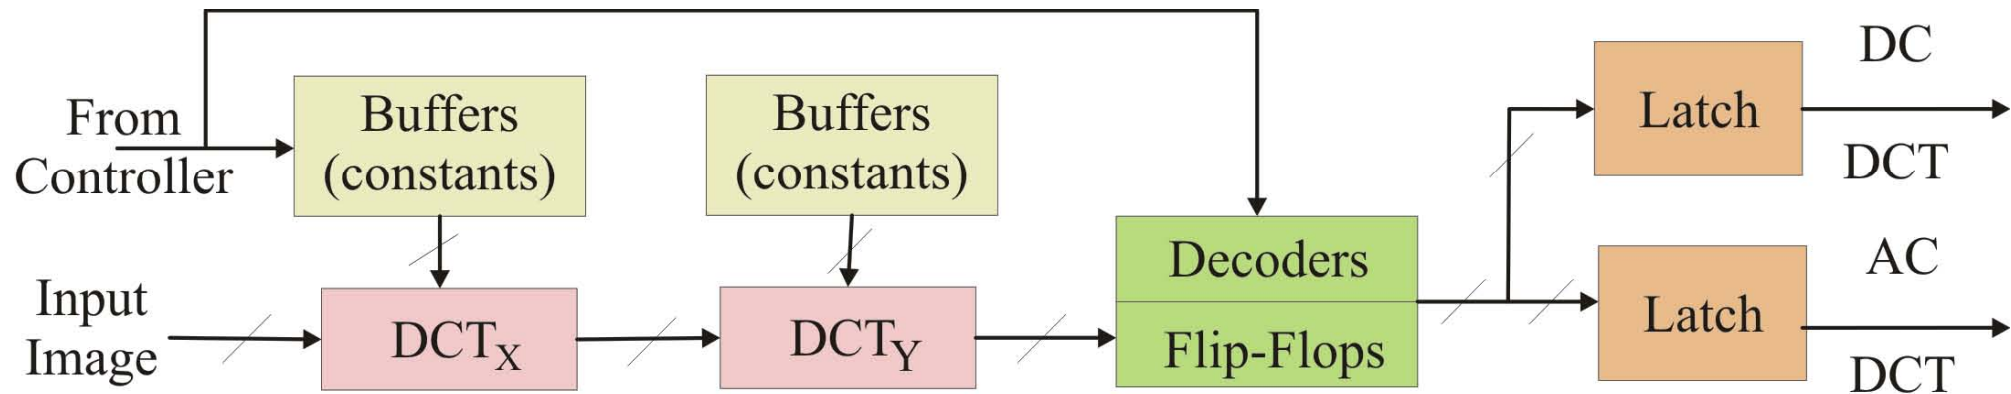 From
Controller
Buffers
(constants)
Buffers
(constants)
Input
Image
DCTX
DCTY
Decoders
Flip-Flops
Latch
DC
DCT
Latch
AC
DCT